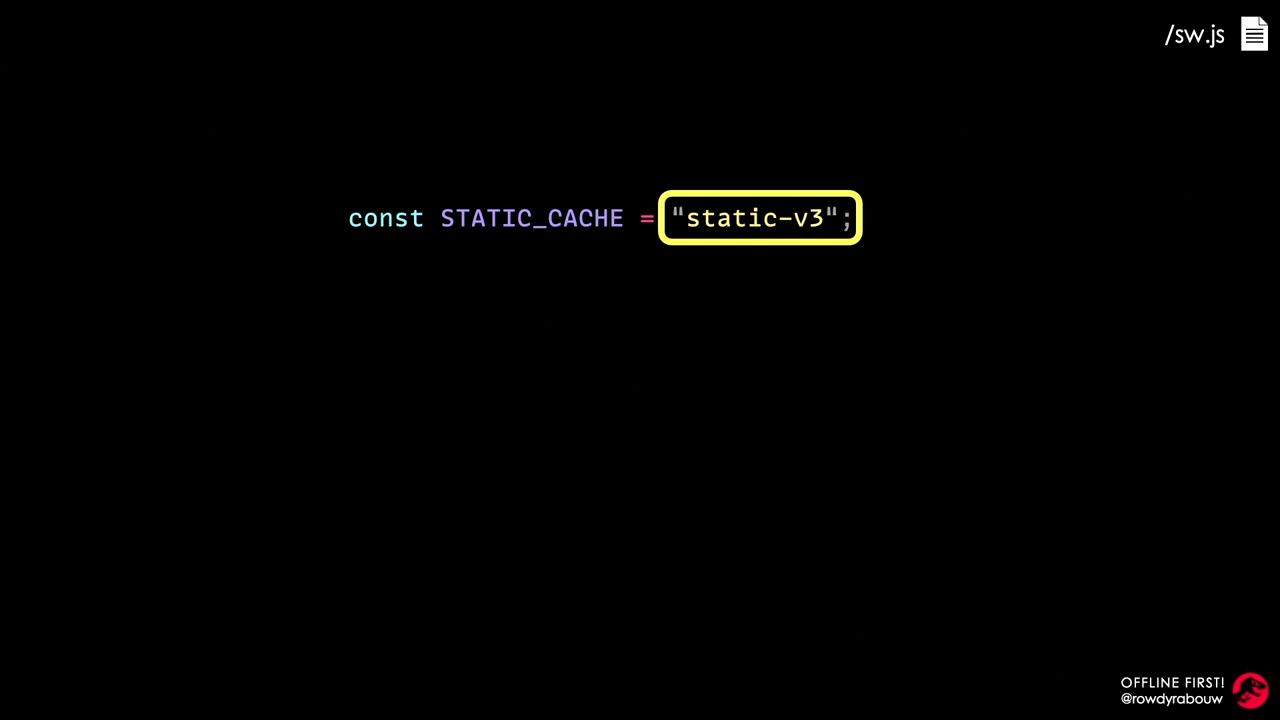 /sw.js
const STATIC_CACHE = "static-v3";
OFFLINE FIRST!
@rowdyrabouw